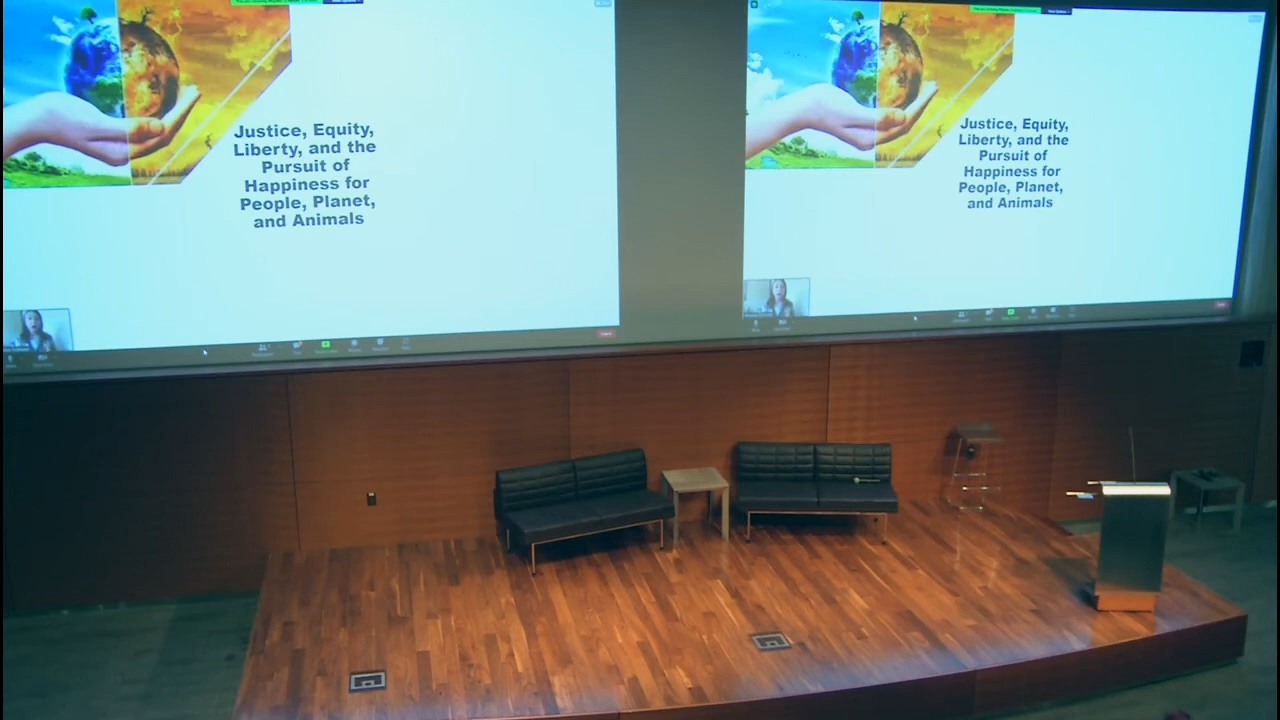 Justice, Equity,
Liberty, and the
Pursuit of
Happiness for
People, Planet,
and Animals
Justice, Equity,
Liberty, and the
Pursuit of
Happiness for
People, Planet,
and Animals